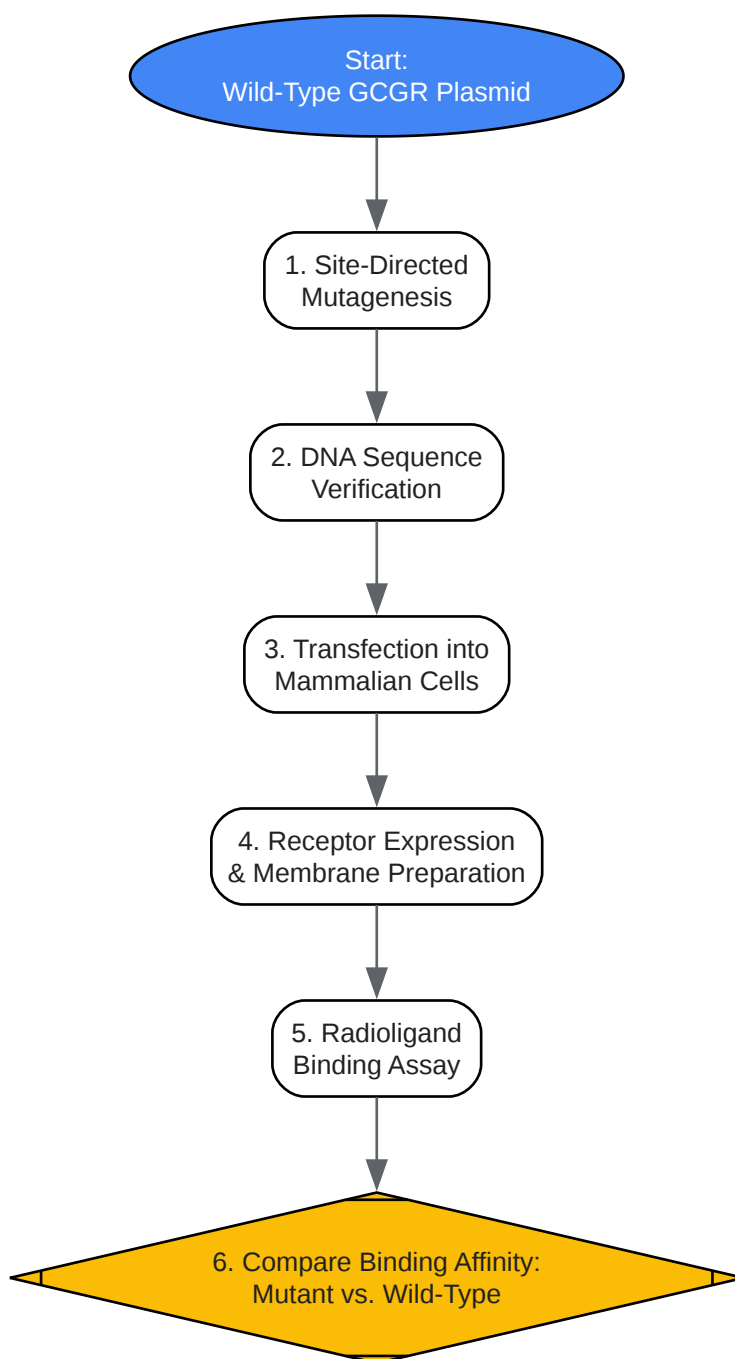 Start:
Wild-Type GCGR Plasmid
1. Site-Directed
Mutagenesis
2. DNA Sequence
Verification
3. Transfection into
Mammalian Cells
4. Receptor Expression
& Membrane Preparation
5. Radioligand
Binding Assay
6. Compare Binding Affinity:
Mutant vs. Wild-Type